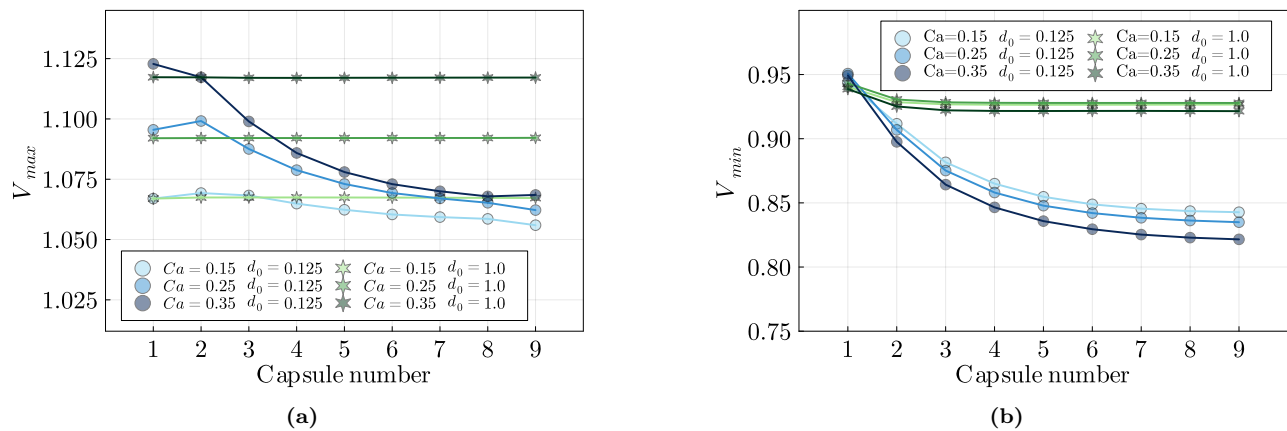 1.125
1.100
1.075
1.050
1.025
V_max
Ca = 0.15 d_0 = 0.125 Ca = 0.15 d_0 = 1.0
Ca = 0.25 d_0 = 0.125 Ca = 0.25 d_0 = 1.0
Ca = 0.35 d_0 = 0.125 Ca = 0.35 d_0 = 1.0
1 2 3 4 5 6 7 8 9
Capsule number
(a)
Ca=0.15 d_0 = 0.125 Ca=0.15 d_0 = 1.0
Ca=0.25 d_0 = 0.125 Ca=0.25 d_0 = 1.0
Ca=0.35 d_0 = 0.125 Ca=0.35 d_0 = 1.0
0.95
0.90
0.85
0.80
0.75
V_min
1 2 3 4 5 6 7 8 9
Capsule number
(b)